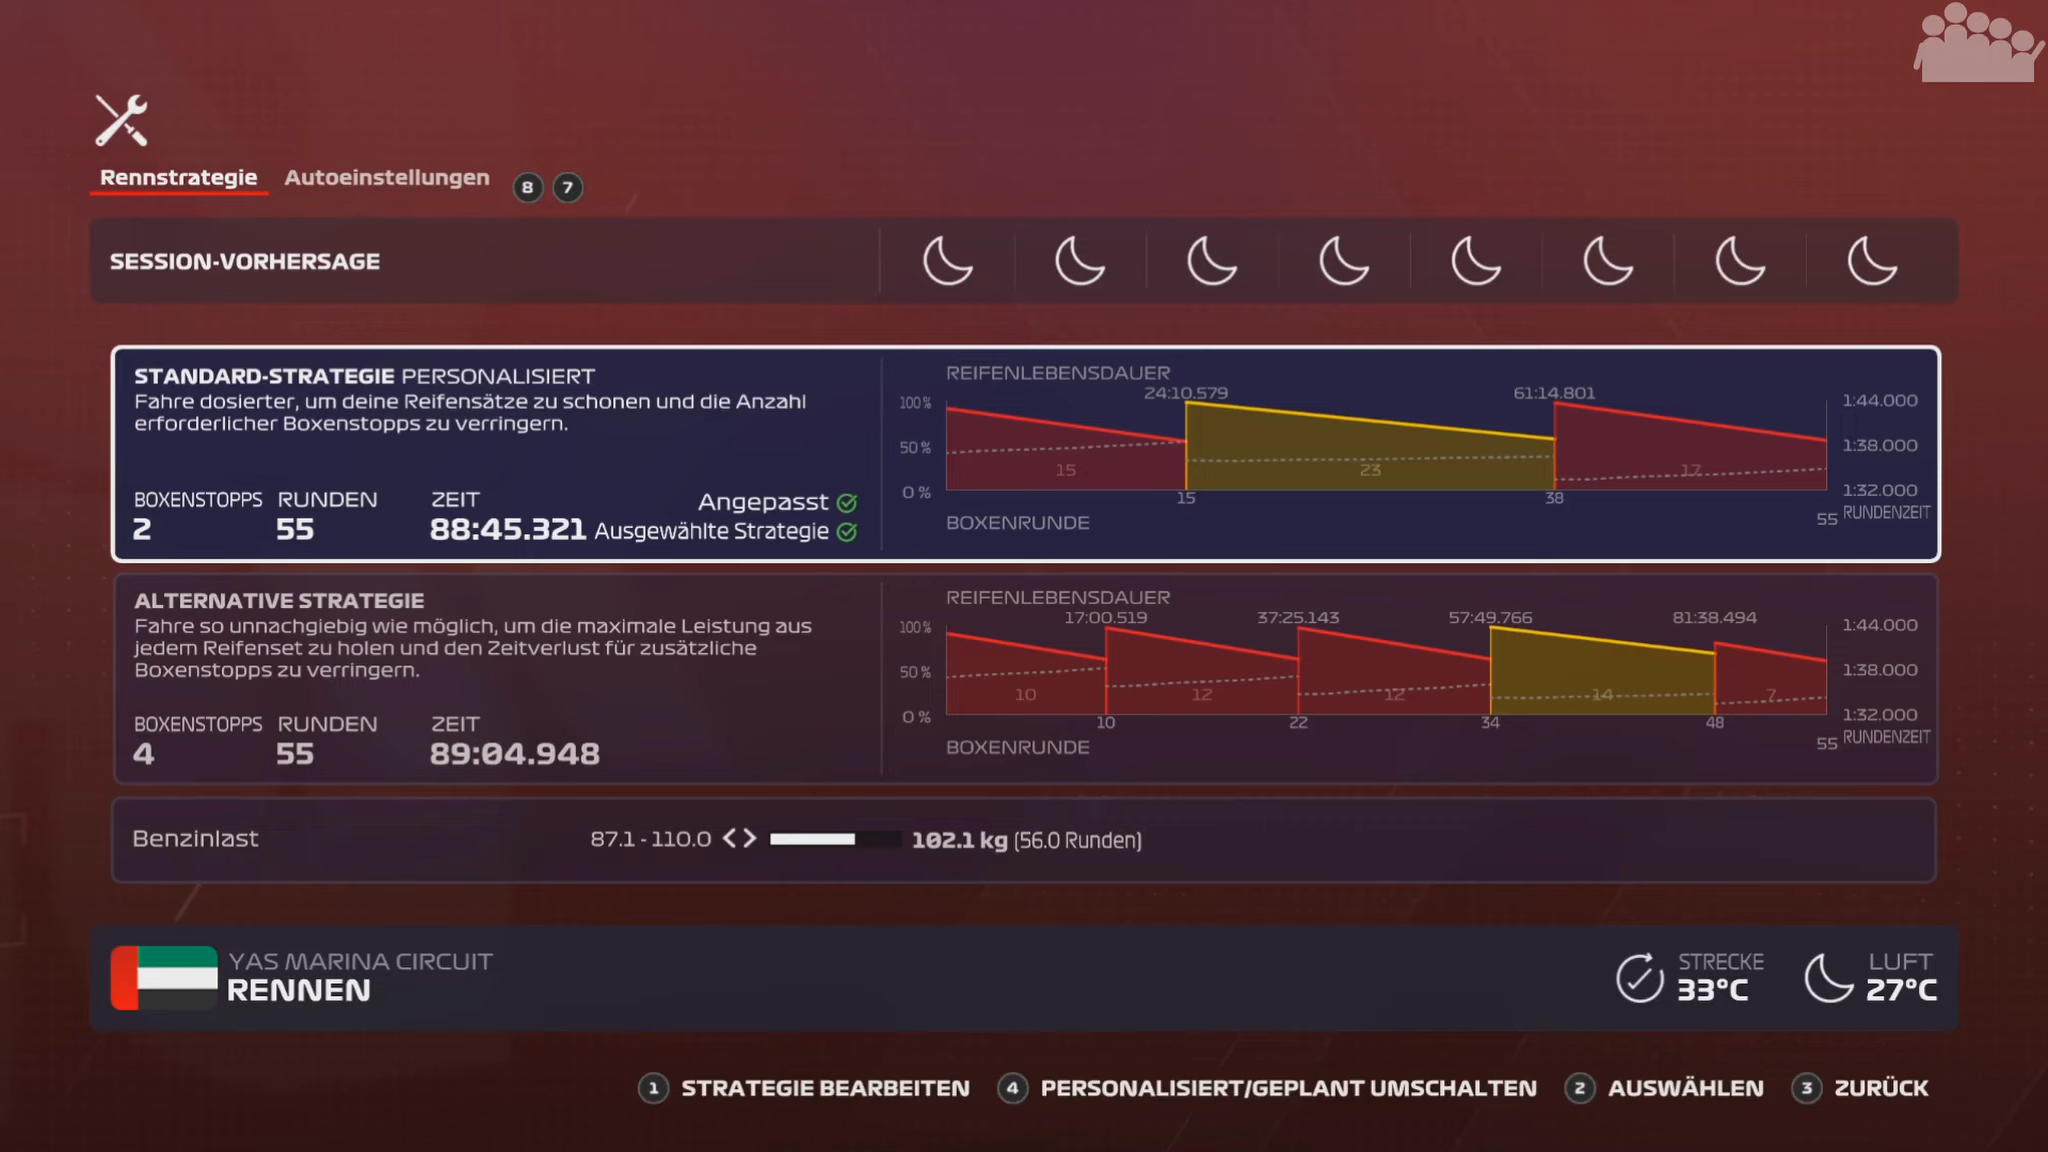 Rennstrategie Autoeinstellungen 8 7
SESSION-VORHERSAGE
STANDARD-STRATEGIE PERSONALISIERT
Fahre dosierter, um deine Reifensätze zu schonen und die Anzahl
erforderlicher Boxenstopps zu verringern.
BOXENSTOPPS RUNDEN ZEIT Angepasst
2 55 88:45.321 Ausgewählte Strategie
REIFENLEBENSDAUER
24:10.579 61:14.801
100 % 1:44.000
50 % 1:38.000
15 23 17
0 % 1:32.000
15 38 55 RUNDENZEIT
BOXENRUNDE
ALTERNATIVE STRATEGIE
Fahre so unnachgiebig wie möglich, um die maximale Leistung aus
jedem Reifenset zu holen und den Zeitverlust für zusätzliche
Boxenstopps zu verringern.
BOXENSTOPPS RUNDEN ZEIT
4 55 89:04.948
REIFENLEBENSDAUER
17:00.519 37:25.143 57:49.766 81:38.494
100 % 1:44.000
50 % 1:38.000
10 12 12 14 7
0 % 1:32.000
10 22 34 48 55 RUNDENZEIT
BOXENRUNDE
Benzinlast 87.1 - 110.0 <> 102.1 kg (56.0 Runden)
YAS MARINA CIRCUIT
RENNEN
STRECKE
33°C
LUFT
27°C
1 STRATEGIE BEARBEITEN 4 PERSONALISIERT/GEPLANT UMSCHALTEN 2 AUSWÄHLEN 3 ZURÜCK